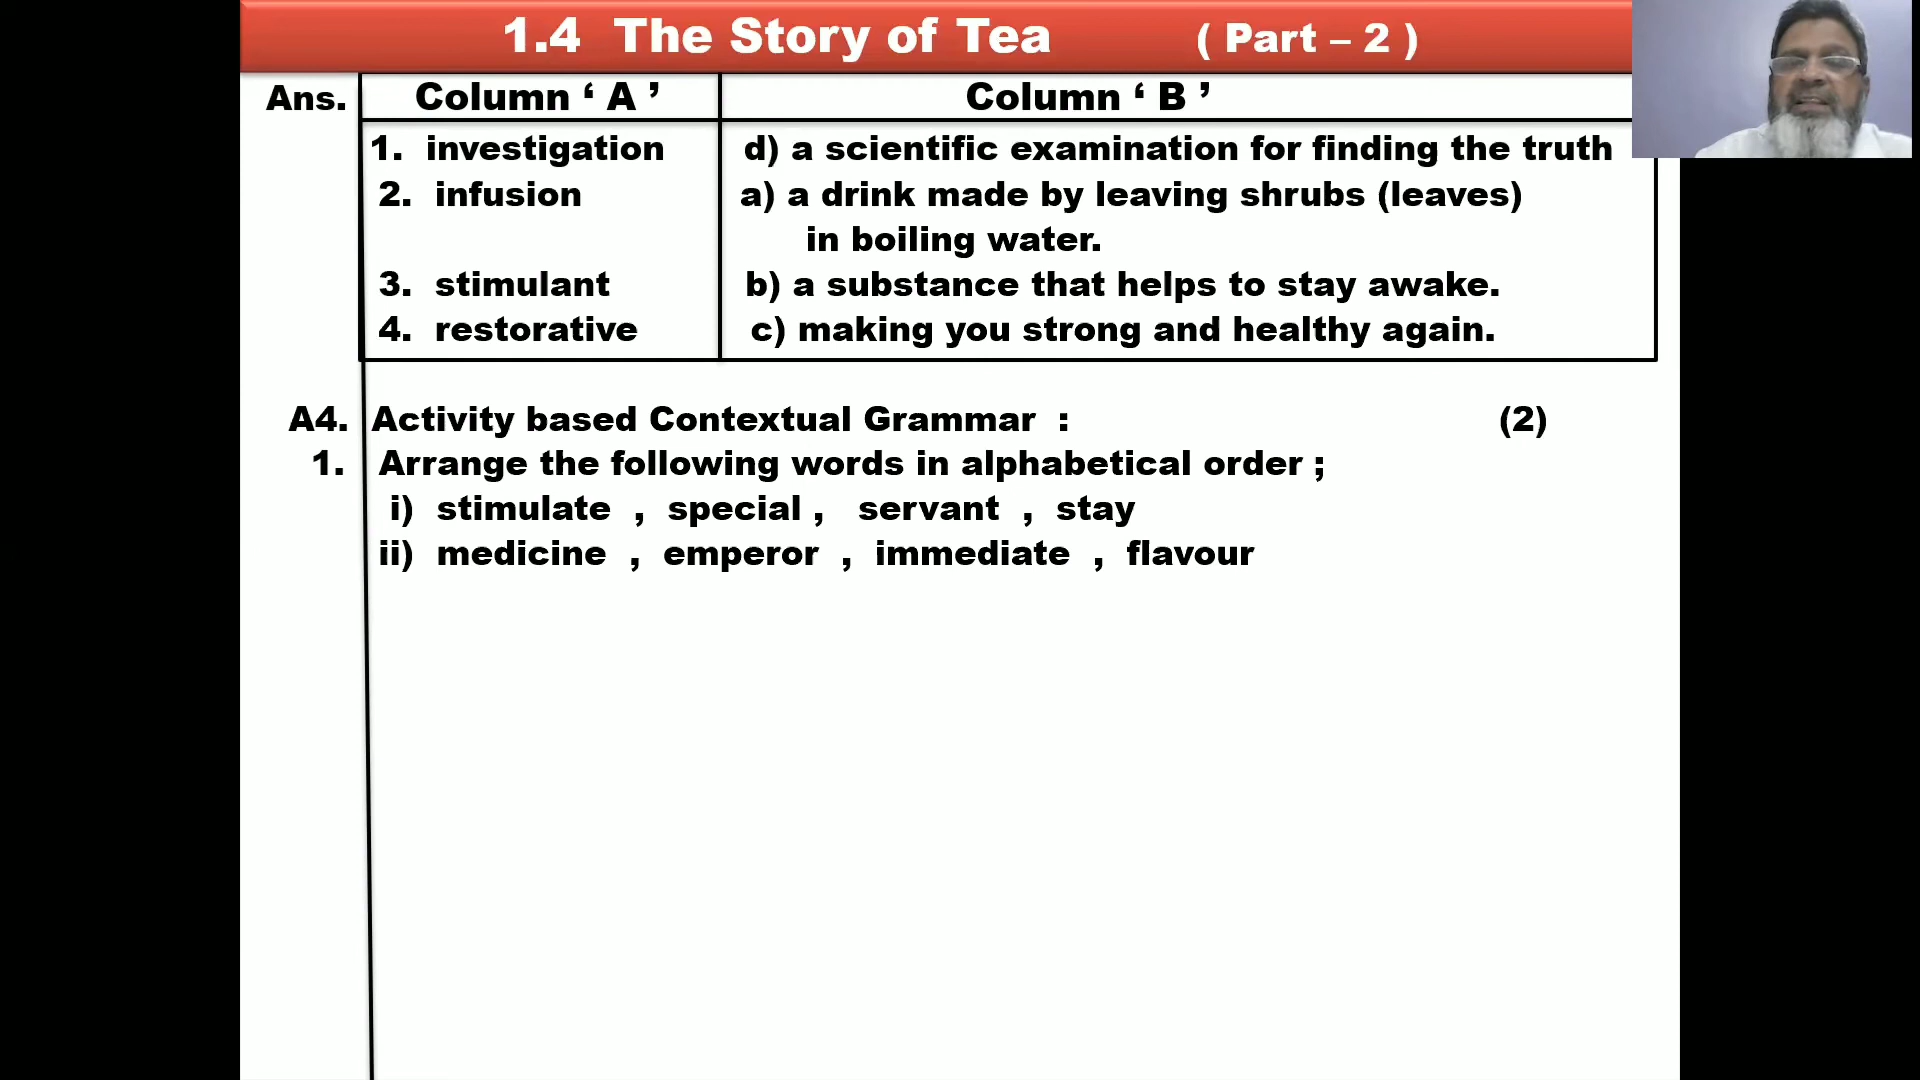 1.4 The Story of Tea ( Part – 2 )
Ans. Column ‘ A ’ Column ‘ B ’
1. investigation d) a scientific examination for finding the truth
2. infusion a) a drink made by leaving shrubs (leaves)
in boiling water.
3. stimulant b) a substance that helps to stay awake.
4. restorative c) making you strong and healthy again.
A4. Activity based Contextual Grammar : (2)
1. Arrange the following words in alphabetical order ;
i) stimulate , special , servant , stay
ii) medicine , emperor , immediate , flavour